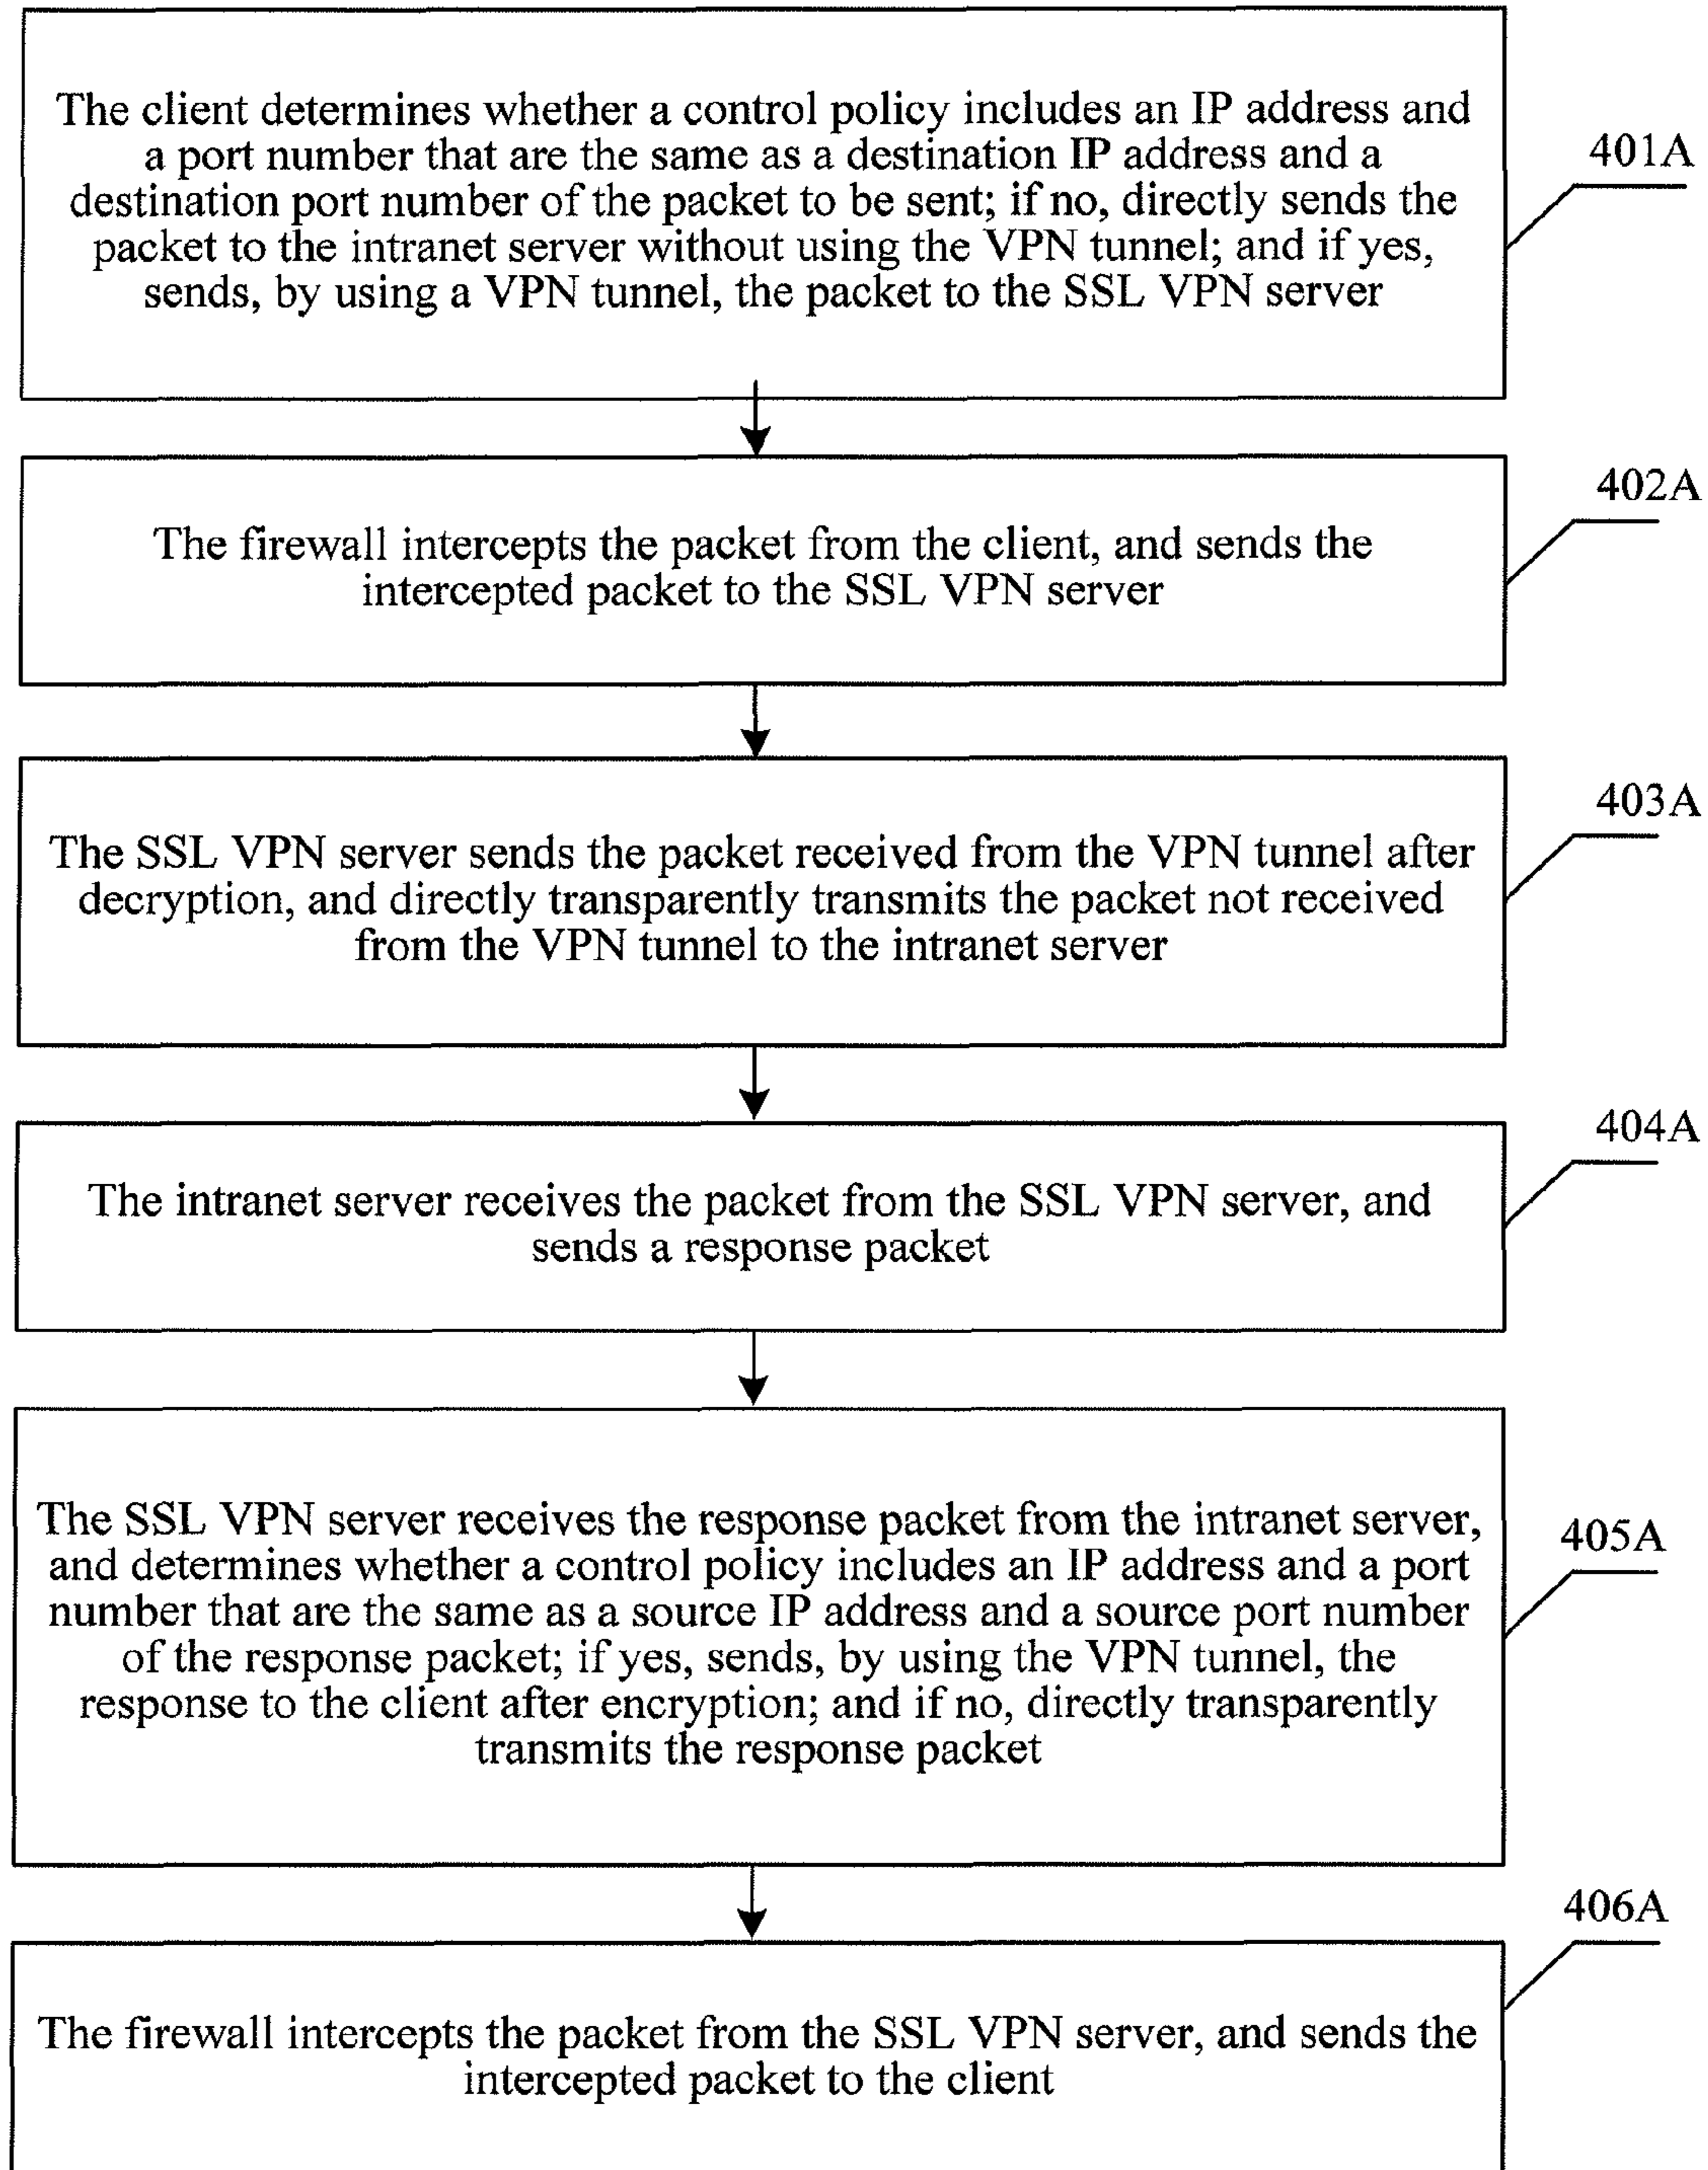 The client determines whether a control policy includes an IP address and
a port number that are the same as a destination IP address and a
destination port number of the packet to be sent; if no, directly sends the
packet to the intranet server without using the VPN tunnel; and if yes,
sends, by using a VPN tunnel, the packet to the SSL VPN server
401A
The firewall intercepts the packet from the client, and sends the
intercepted packet to the SSL VPN server
402A
The SSL VPN server sends the packet received from the VPN tunnel after
decryption, and directly transparently transmits the packet not received
from the VPN tunnel to the intranet server
403A
The intranet server receives the packet from the SSL VPN server, and
sends a response packet
404A
The SSL VPN server receives the response packet from the intranet server,
and determines whether a control policy includes an IP address and a port
number that are the same as a source IP address and a source port number
of the response packet; if yes, sends, by using the VPN tunnel, the
response to the client after encryption; and if no, directly transparently
transmits the response packet
405A
The firewall intercepts the packet from the SSL VPN server, and sends the
intercepted packet to the client
406A